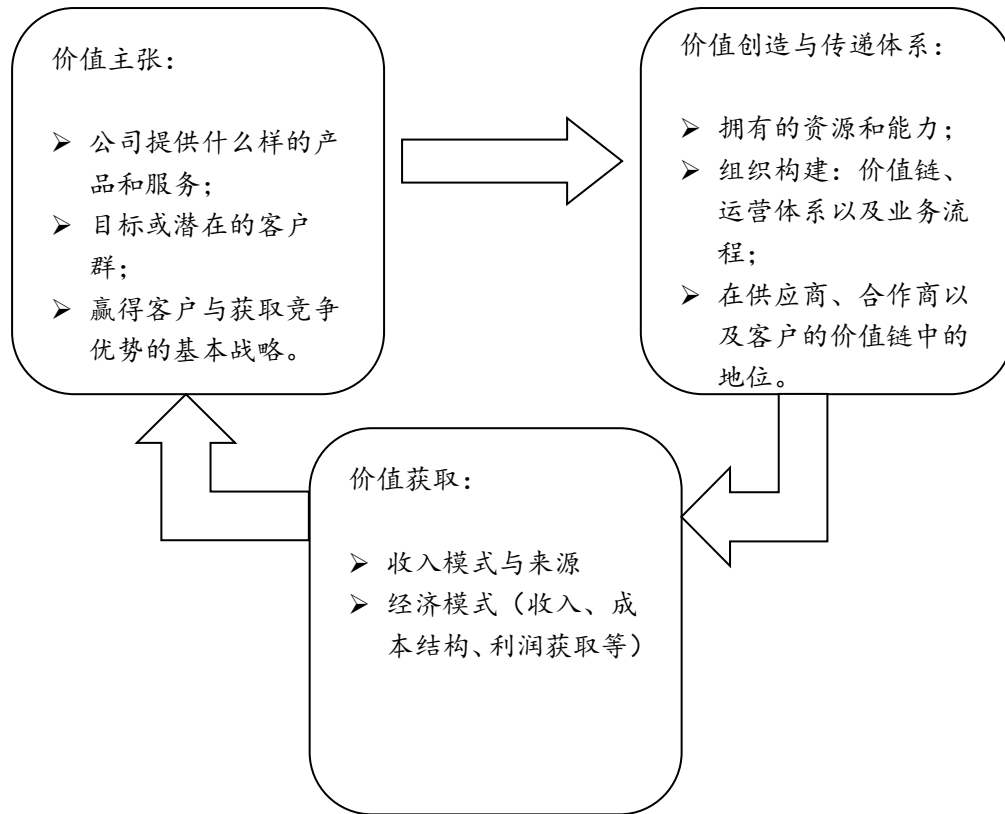 价值主张：
➢ 公司提供什么样的产
品和服务；
➢ 目标或潜在的客户
群；
➢ 赢得客户与获取竞争
优势的基本战略。
价值创造与传递体系：
➢ 拥有的资源和能力；
➢ 组织构建：价值链、
运营体系以及业务流
程；
➢ 在供应商、合作商以
及客户的价值链中的
地位。
价值获取：
➢ 收入模式与来源
➢ 经济模式（收入、成
本结构、利润获取等）